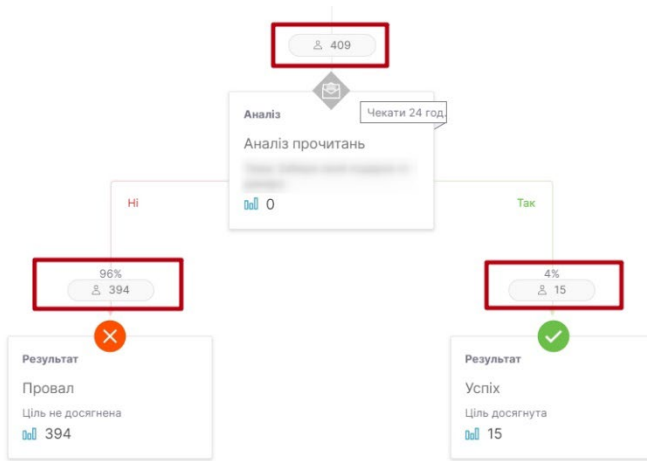 409
Аналіз
Чекати 24 год.
Аналіз прочитань
0
Ні
Так
96%
394
4%
15
Результат
Провал
Ціль не досягнена
394
Результат
Успіх
Ціль досягнута
15